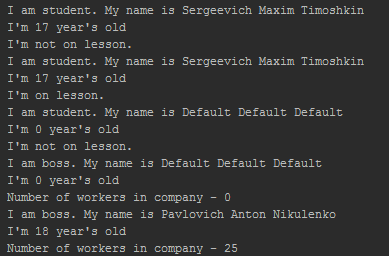 I am student. My name is Sergeevich Maxim Timoshkin
I'm 17 year's old
I'm not on lesson.
I am student. My name is Sergeevich Maxim Timoshkin
I'm 17 year's old
I'm on lesson.
I am student. My name is Default Default Default
I'm 0 year's old
I'm not on lesson.
I am boss. My name is Default Default Default
I'm 0 year's old
Number of workers in company - 0
I am boss. My name is Pavlovich Anton Nikulenko
I'm 18 year's old
Number of workers in company - 25